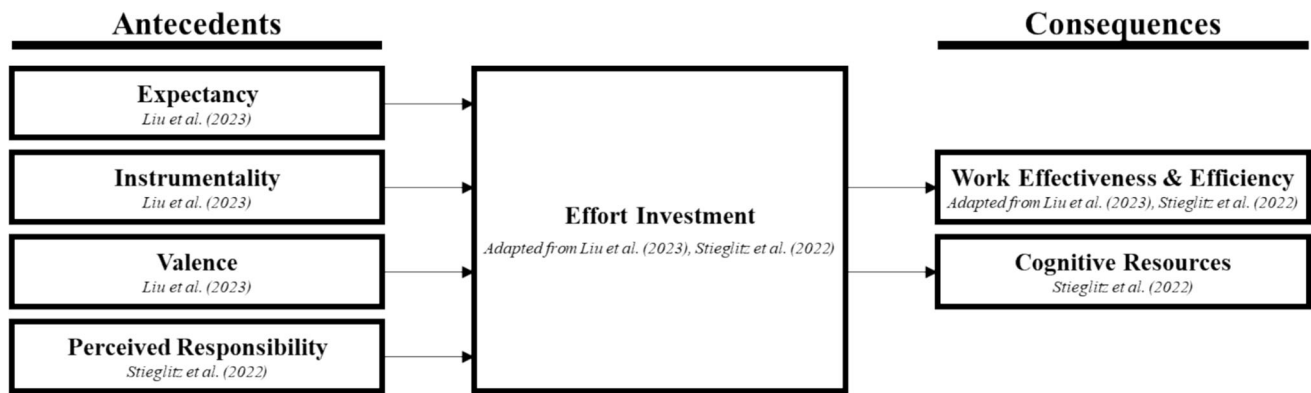 Antecedents
Consequences
Expectancy
Liu et al. (2023)
Instrumentality
Liu et al. (2023)
Valence
Liu et al. (2023)
Perceived Responsibility
Stieglitz et al. (2022)
Effort Investment
Adapted from Liu et al. (2023), Stieglitz et al. (2022)
Work Effectiveness & Efficiency
Adapted from Liu et al. (2023), Stieglitz et al. (2022)
Cognitive Resources
Stieglitz et al. (2022)